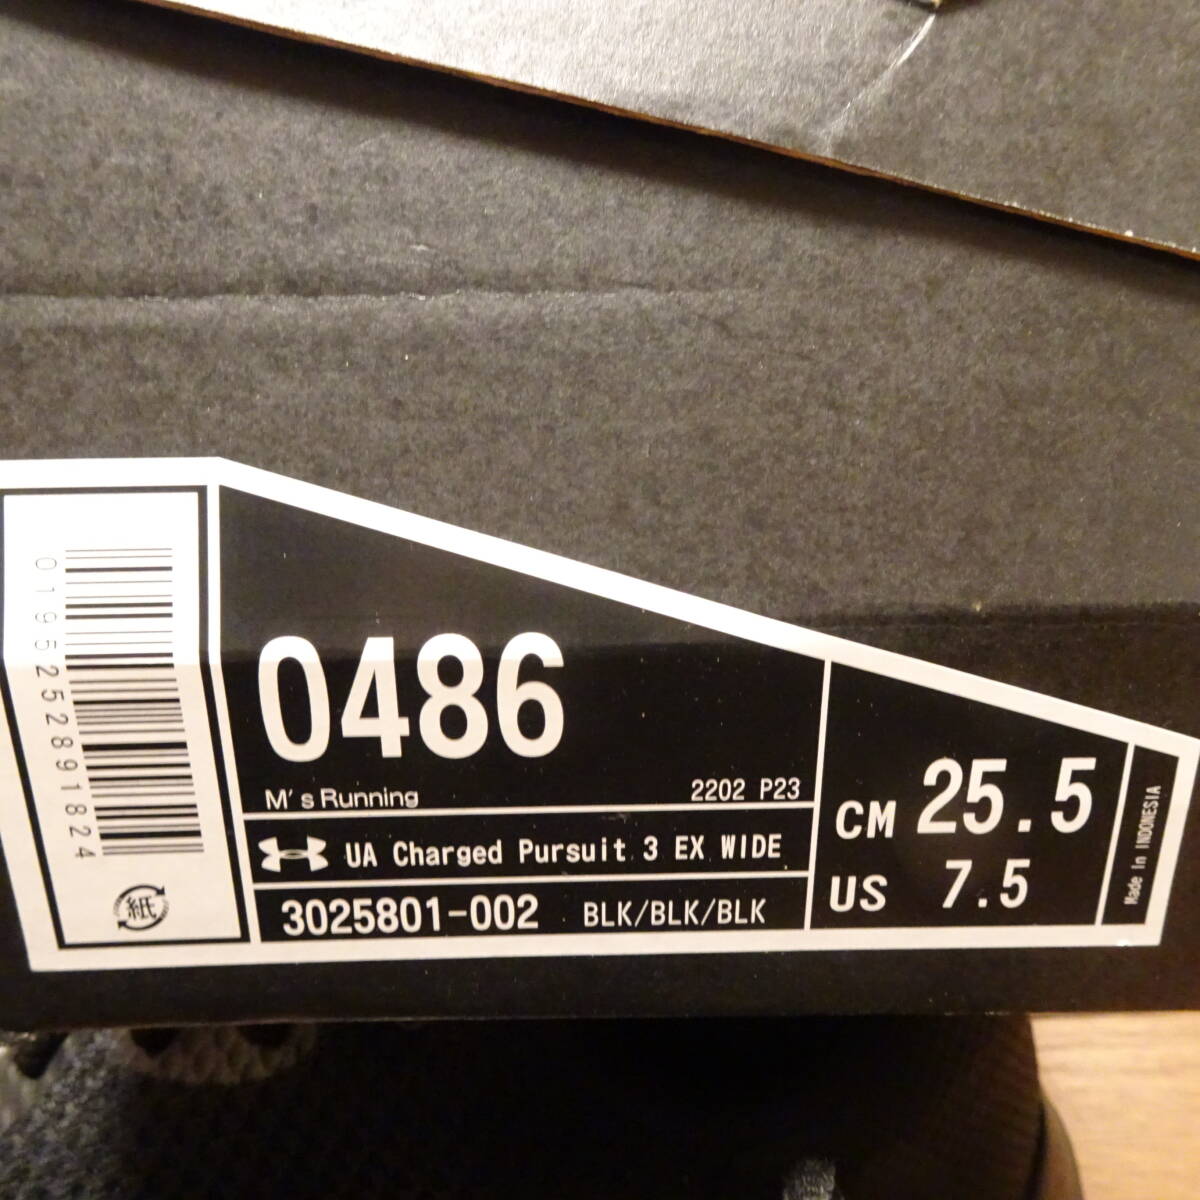 0195252891824
紙
0486
M's Running 2202 P23
UA Charged Pursuit 3 EX WIDE
3025801-002 BLK/BLK/BLK
CM 25.5
US 7.5
Made In INDONESIA